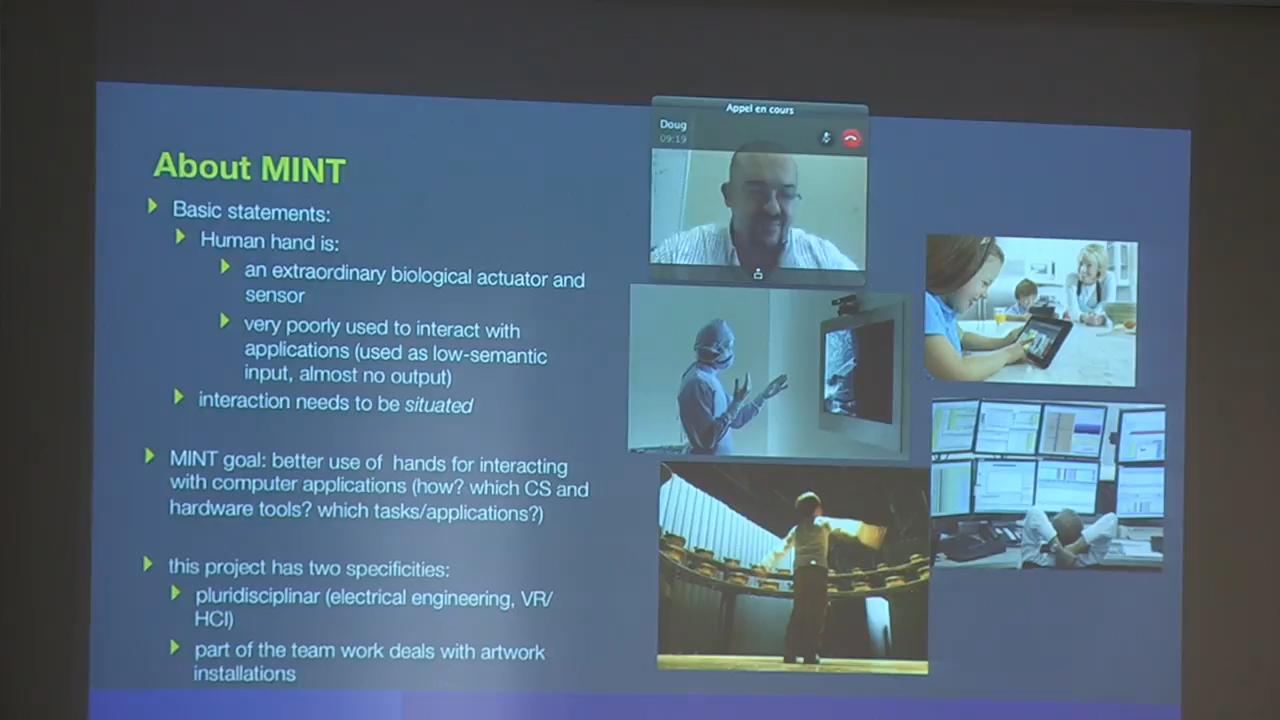 Appel en cours
Doug
09:19
About MINT
Basic statements:
Human hand is:
an extraordinary biological actuator and
sensor
very poorly used to interact with
applications (used as low-semantic
input, almost no output)
interaction needs to be situated
MINT goal: better use of hands for interacting
with computer applications (how? which CS and
hardware tools? which tasks/applications?)
this project has two specificities:
pluridisciplinar (electrical engineering, VR/
HCI)
part of the team work deals with artwork
installations